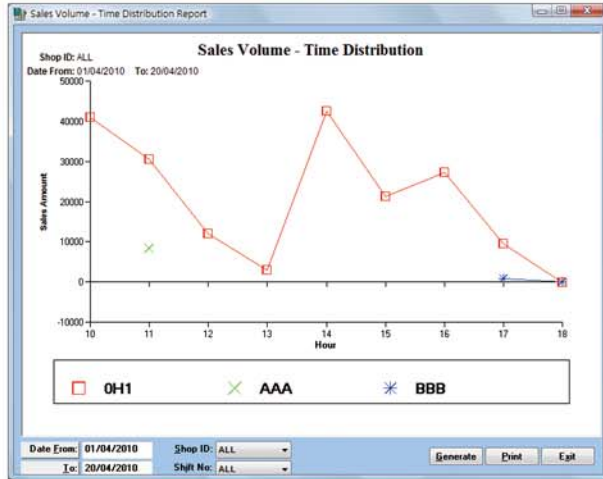 Sales Volume - Time Distribution Report
Sales Volume - Time Distribution
Shop ID: ALL
Date From: 01/04/2010 To: 20/04/2010
50000
40000
30000
20000
10000
0
-10000
Sales Amount
10 11 12 13 14 15 16 17 18
Hour
0H1 AAA BBB
Date From: 01/04/2010 Shop ID: ALL
To: 20/04/2010 Shift No: ALL
Generate Print Exit